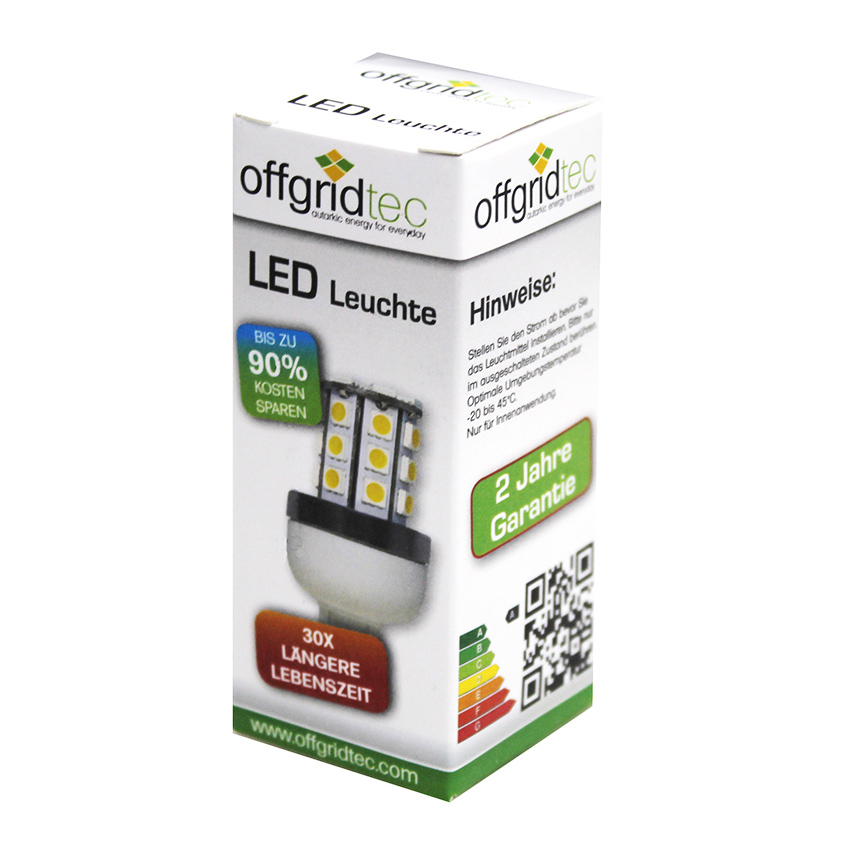 offgridtec
LED Leuchte
offgridtec
autarkic energy for everyday
LED Leuchte
BIS ZU
90%
KOSTEN
SPAREN
30X
LÄNGERE
LEBENSZEIT
www.offgridtec.com
offgridtec
autarkic energy for everyday
Hinweise:
Stellen Sie den Strom ab bevor Sie
das Leuchtmittel installieren. Bitte nur
im ausgeschalteten Zustand berühren.
Optimale Umgebungstemperatur
-20 bis 45°C.
Nur für Innenanwendung.
2 Jahre
Garantie
A
A
B
C
D
E
F
G